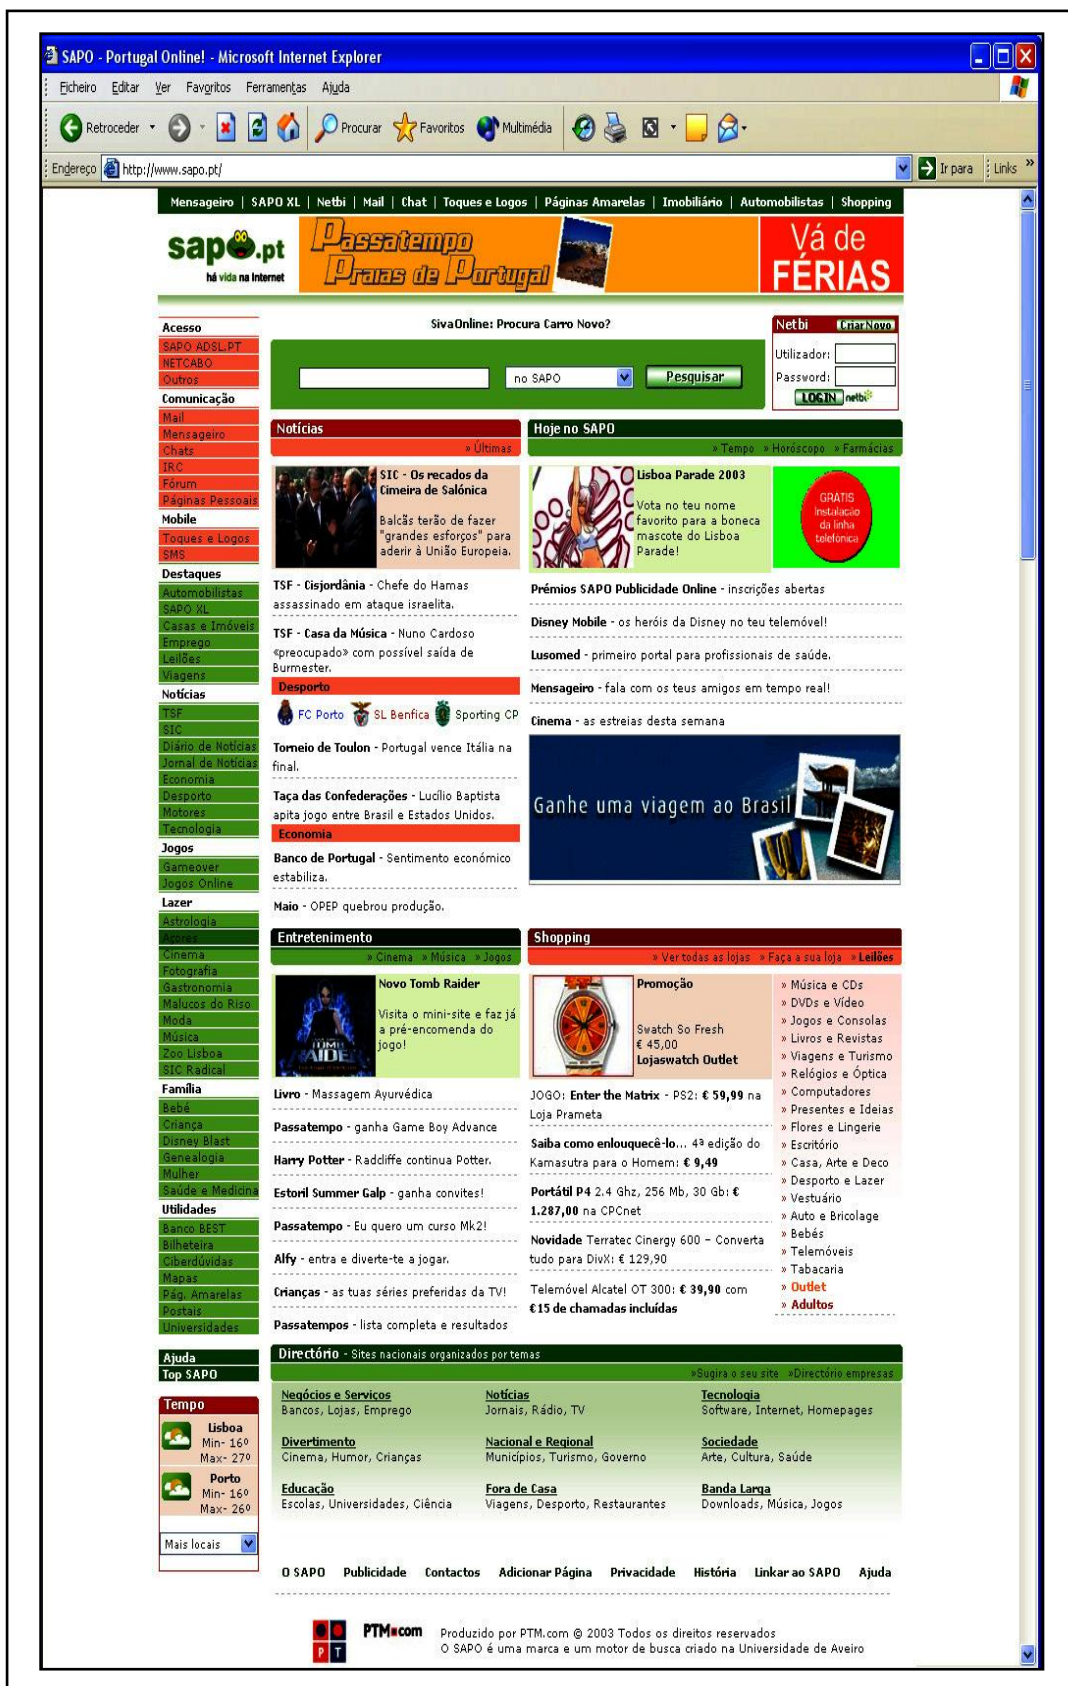 SAPO - Portugal Online! - Microsoft Internet Explorer
Ficheiro Editar Ver Favoritos Ferramentas Ajuda
Retroceder Procurar Favoritos Multimédia
Endereço http://www.sapo.pt/ Ir para Links »
Mensageiro | SAPO XL | Netbi | Mail | Chat | Toques e Logos | Páginas Amarelas | Imobiliário | Automobilistas | Shopping
sapo.pt
há vida na Internet
Passatempo
Praias de Portugal
Vá de
FÉRIAS
Acesso
SAPO ADSL.PT
NETCABO
Outros
Comunicação
Mail
Mensageiro
Chats
IRC
Fórum
Páginas Pessoais
Mobile
Toques e Logos
SMS
Destaques
Automobilistas
SAPO XL
Casas e Imóveis
Emprego
Leilões
Viagens
Notícias
TSF
SIC
Diário de Notícias
Jornal de Notícias
Economia
Desporto
Motores
Tecnologia
Jogos
Gameover
Jogos Online
Lazer
Astrologia
Açores
Cinema
Fotografia
Gastronomia
Malucos do Riso
Moda
Música
Zoo Lisboa
SIC Radical
Família
Bebé
Criança
Disney Blast
Genealogia
Mulher
Saúde e Medicina
Utilidades
Banco BEST
Bilheteira
Ciberdúvidas
Mapas
Pág. Amarelas
Postais
Universidades
Ajuda
Top SAPO
Tempo
Lisboa
Min- 16º
Max- 27º
Porto
Min- 16º
Max- 26º
Mais locais
SivaOnline: Procura Carro Novo?
no SAPO Pesquisar
Netbi Criar Novo
Utilizador:
Password:
LOGIN netbi
Notícias
» Últimas
SIC - Os recados da
Cimeira de Salónica
Balcãs terão de fazer
"grandes esforços" para
aderir à União Europeia.
TSF - Cisjordânia - Chefe do Hamas
assassinado em ataque israelita.
TSF - Casa da Música - Nuno Cardoso
«preocupado» com possível saída de
Burmester.
Desporto
FC Porto SL Benfica Sporting CP
Torneio de Toulon - Portugal vence Itália na
final.
Taça das Confederações - Lucílio Baptista
apita jogo entre Brasil e Estados Unidos.
Economia
Banco de Portugal - Sentimento económico
estabiliza.
Maio - OPEP quebrou produção.
Hoje no SAPO
» Tempo » Horóscopo » Farmácias
Lisboa Parade 2003
Vota no teu nome
favorito para a boneca
mascote do Lisboa
Parade!
GRATIS
Instalacão
da linha
telefónica
Prémios SAPO Publicidade Online - inscrições abertas
Disney Mobile - os heróis da Disney no teu telemóvel!
Lusomed - primeiro portal para profissionais de saúde.
Mensageiro - fala com os teus amigos em tempo real!
Cinema - as estreias desta semana
Ganhe uma viagem ao Brasil
Entretenimento
» Cinema » Música » Jogos
Novo Tomb Raider
Visita o mini-site e faz já
a pré-encomenda do
jogo!
TOMB
RAIDER
Livro - Massagem Ayurvédica
Passatempo - ganha Game Boy Advance
Harry Potter - Radcliffe continua Potter.
Estoril Summer Galp - ganha convites!
Passatempo - Eu quero um curso Mk2!
Alfy - entra e diverte-te a jogar.
Crianças - as tuas séries preferidas da TV!
Passatempos - lista completa e resultados
Shopping
» Ver todas as lojas » Faça a sua loja » Leilões
Promoção
Swatch So Fresh
€ 45,00
Lojaswatch Outlet
JOGO: Enter the Matrix - PS2: € 59,99 na
Loja Prameta
Saiba como enlouquecê-lo... 4ª edição do
Kamasutra para o Homem: € 9,49
Portátil P4 2.4 Ghz, 256 Mb, 30 Gb: €
1.287,00 na CPCnet
Novidade Terratec Cinergy 600 – Converta
tudo para DivX: € 129,90
Telemóvel Alcatel OT 300: € 39,90 com
€15 de chamadas incluídas
» Música e CDs
» DVDs e Vídeo
» Jogos e Consolas
» Livros e Revistas
» Viagens e Turismo
» Relógios e Óptica
» Computadores
» Presentes e Ideias
» Flores e Lingerie
» Escritório
» Casa, Arte e Deco
» Desporto e Lazer
» Vestuário
» Auto e Bricolage
» Bebés
» Telemóveis
» Tabacaria
» Outlet
» Adultos
Directório - Sites nacionais organizados por temas
»Sugira o seu site »Directório empresas
Negócios e Serviços
Bancos, Lojas, Emprego
Notícias
Jornais, Rádio, TV
Tecnologia
Software, Internet, Homepages
Divertimento
Cinema, Humor, Crianças
Nacional e Regional
Municípios, Turismo, Governo
Sociedade
Arte, Cultura, Saúde
Educação
Escolas, Universidades, Ciência
Fora de Casa
Viagens, Desporto, Restaurantes
Banda Larga
Downloads, Música, Jogos
O SAPO Publicidade Contactos Adicionar Página Privacidade História Linkar ao SAPO Ajuda
P T
PTM.com
Produzido por PTM.com @ 2003 Todos os direitos reservados
O SAPO é uma marca e um motor de busca criado na Universidade de Aveiro